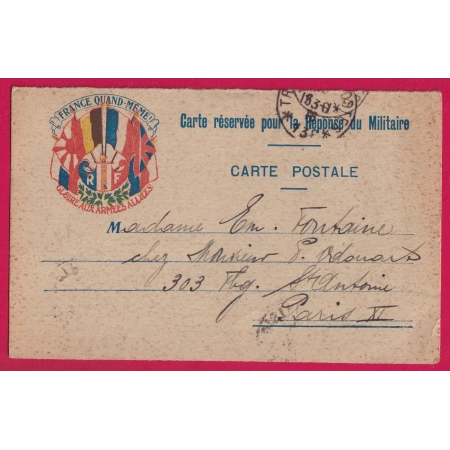 FRANCE QUAND-MÊME!
R F
GLOIRE AUX ARMÉES ALLIÉES
Carte réservée pour la Réponse du Militaire
CARTE POSTALE
Madame Em. Fontaine
chez Monsieur P. Edouart
303 Fbg. St Antoine
Paris XI